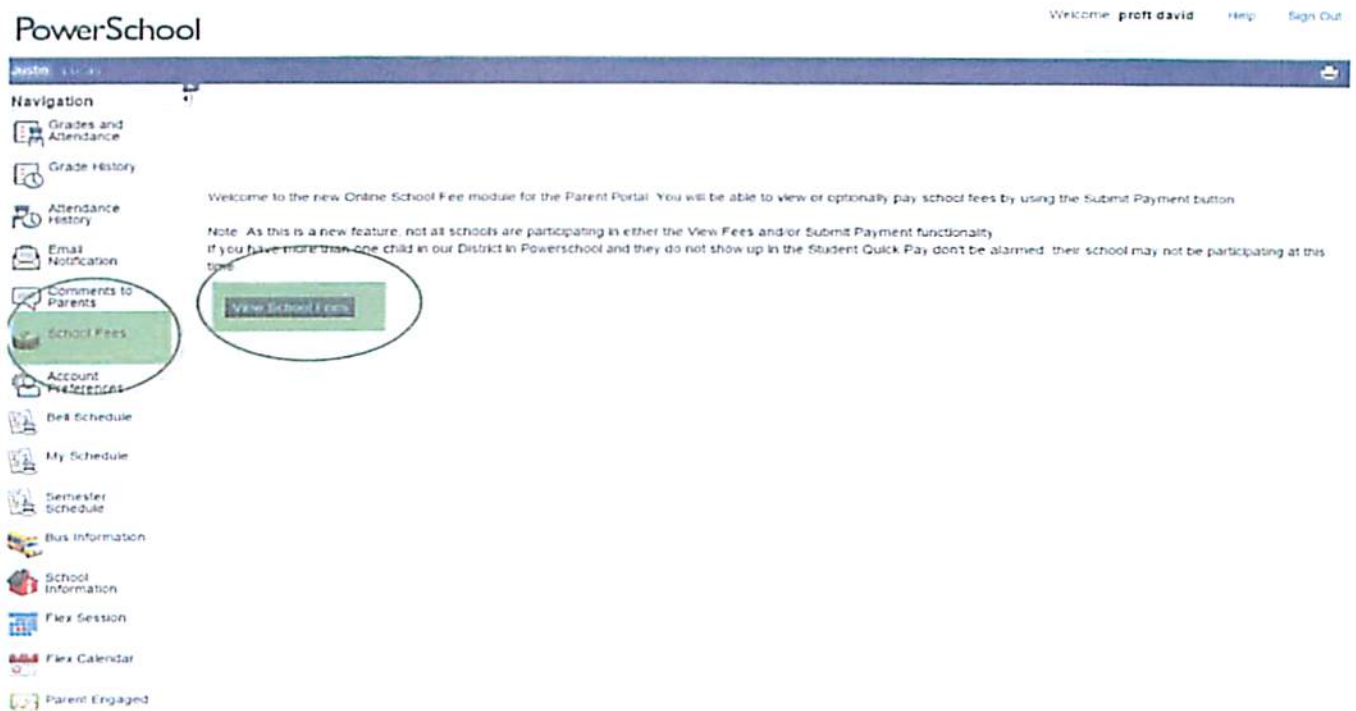 Welcome proft david Help Sign Out
PowerSchool
Justin Lucas
Navigation
Grades and
Attendance
Grade History
Attendance
History
Email
Notification
Comments to
Parents
School Fees
Account
Preferences
Bell Schedule
My Schedule
Semester
Schedule
Bus Information
School
Information
Flex Session
Flex Calendar
Parent Engaged
Welcome to the new Online School Fee module for the Parent Portal. You will be able to view or optionally pay school fees by using the Submit Payment button
Note: As this is a new feature, not all schools are participating in either the View Fees and/or Submit Payment functionality
If you have more than one child in our District in Powerschool and they do not show up in the Student Quick Pay don't be alarmed, their school may not be participating at this
time
View School Fees